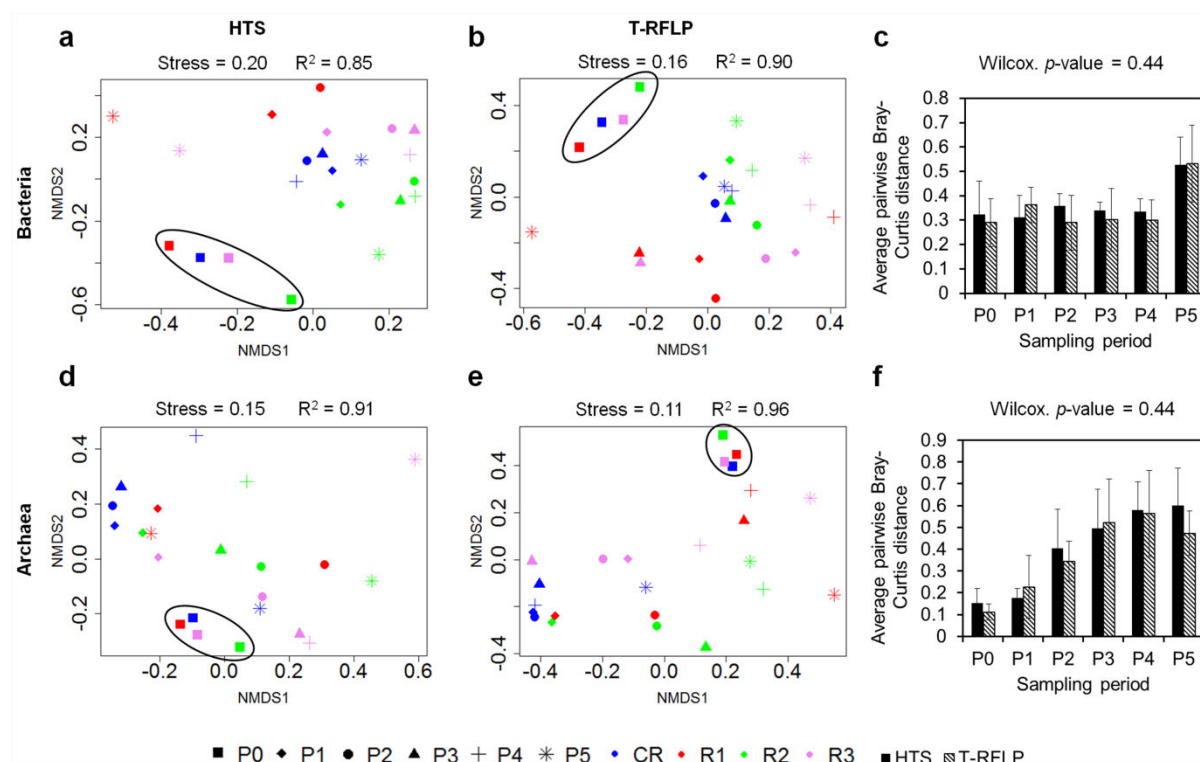 HTS
T-RFLP
a
b
c
Stress = 0.20 R² = 0.85
Stress = 0.16 R² = 0.90
Wilcox. p-value = 0.44
Bacteria
NMDS2
0.2
-0.2
-0.6
-0.4
-0.2
0.0
0.2
NMDS1
NMDS2
0.4
0.0
-0.4
-0.6
-0.4
-0.2
0.0
0.2
0.4
NMDS1
Average pairwise Bray-
Curtis distance
0.8
0.7
0.6
0.5
0.4
0.3
0.2
0.1
0
P0 P1 P2 P3 P4 P5
Sampling period
d
e
f
Stress = 0.15 R² = 0.91
Stress = 0.11 R² = 0.96
Wilcox. p-value = 0.44
Archaea
NMDS2
0.4
0.2
0.0
-0.2
-0.2
0.0
0.2
0.4
0.6
NMDS1
NMDS2
0.4
0.0
-0.4
-0.4
-0.2
0.0
0.2
0.4
NMDS1
Average pairwise Bray-
Curtis distance
0.9
0.8
0.7
0.6
0.5
0.4
0.3
0.2
0.1
0
P0 P1 P2 P3 P4 P5
Sampling period
P0 P1 P2 P3 P4 P5 CR R1 R2 R3 HTS T-RFLP